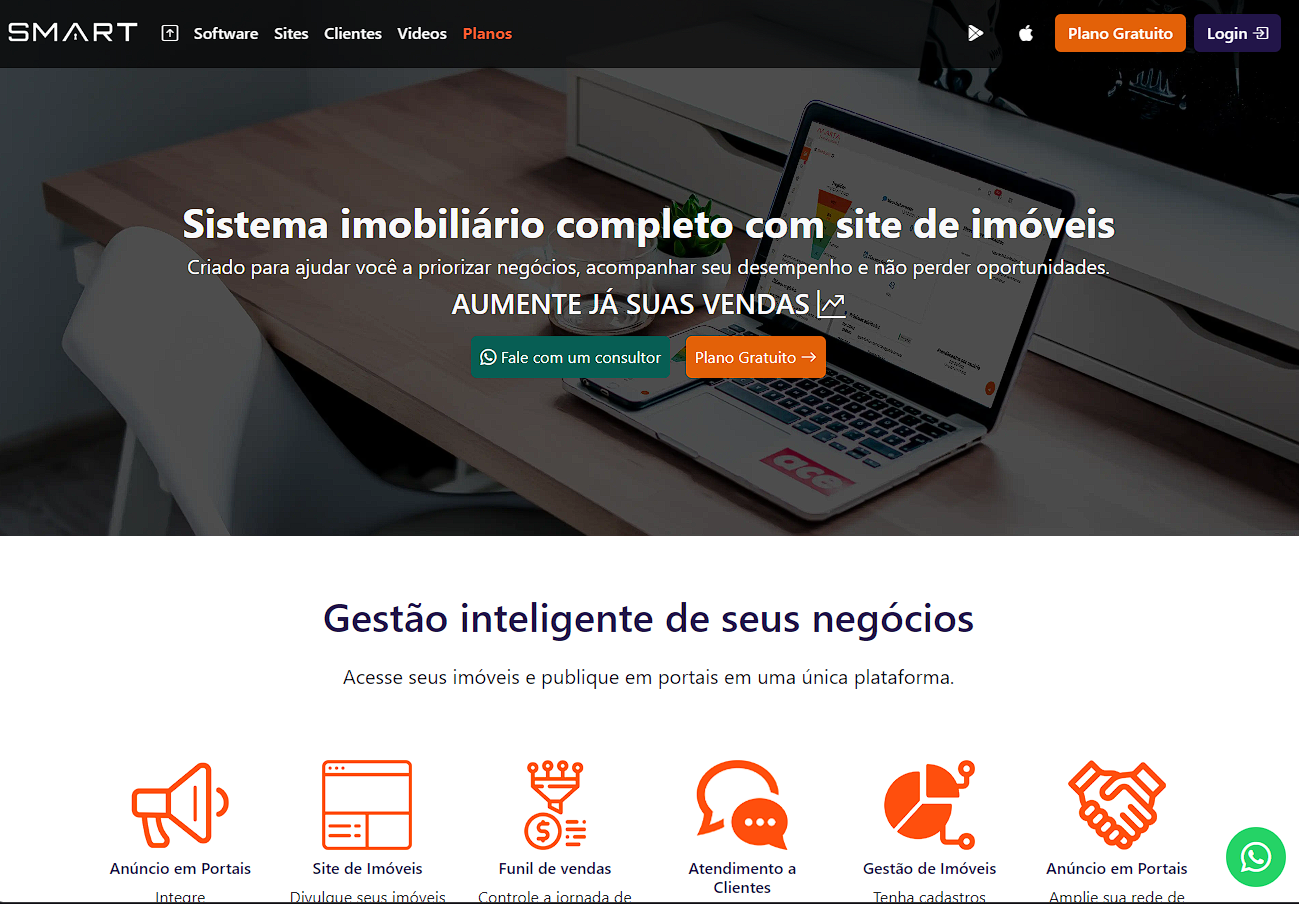 SMART
Software Sites Clientes Videos Planos
Plano Gratuito
Login
Sistema imobiliário completo com site de imóveis
Criado para ajudar você a priorizar negócios, acompanhar seu desempenho e não perder oportunidades.
AUMENTE JÁ SUAS VENDAS
Fale com um consultor
Plano Gratuito →
ace
Gestão inteligente de seus negócios
Acesse seus imóveis e publique em portais em uma única plataforma.
Anúncio em Portais
Integre
Site de Imóveis
Divulgue seus imóveis
Funil de vendas
Controle a jornada de
Atendimento a
Clientes
Gestão de Imóveis
Tenha cadastros
Anúncio em Portais
Amplie sua rede de